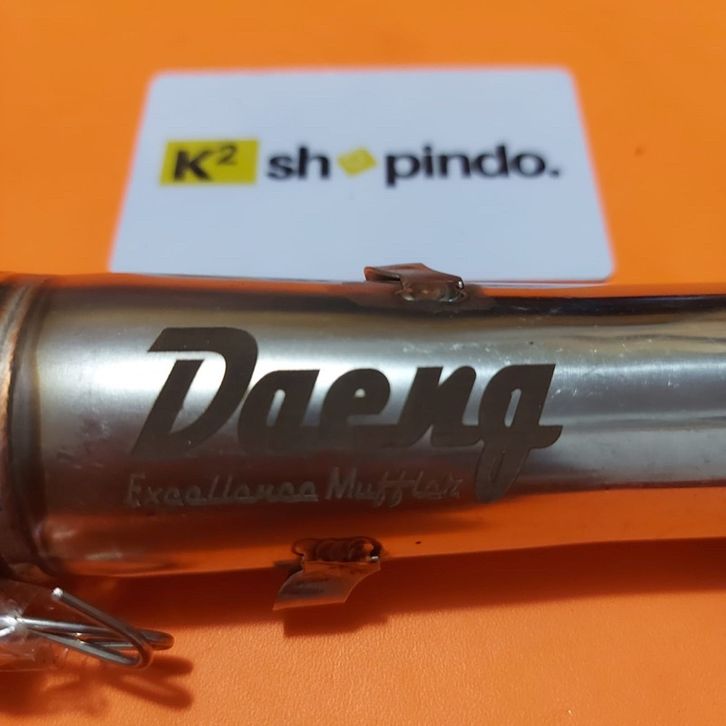 K² shopindo.
Daeng
Excellence Muffler